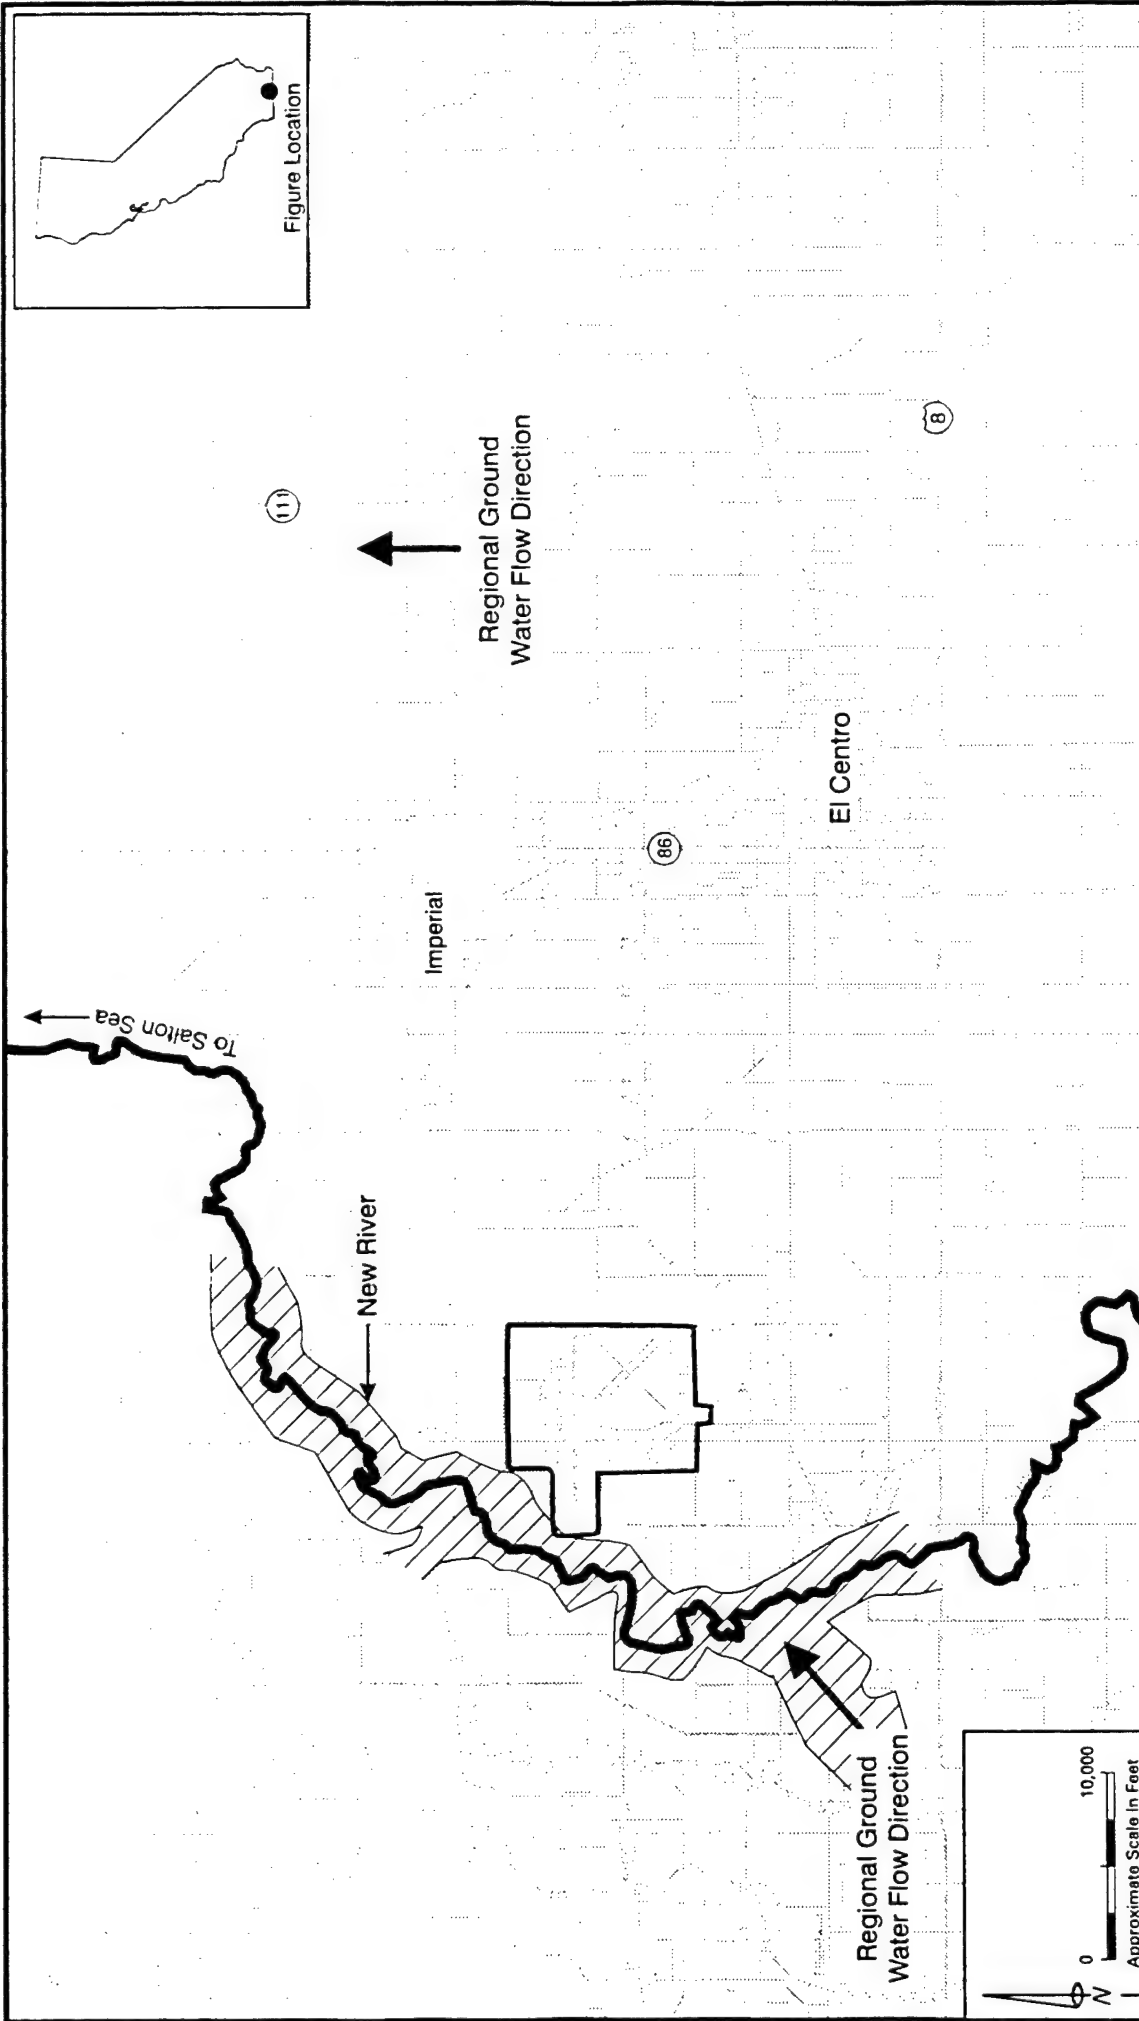 Figure Location
111
Regional Ground
Water Flow Direction
8
El Centro
86
Imperial
To Salton Sea
New River
Regional Ground
Water Flow Direction
0
10,000
N
Approximate Scale In Feet